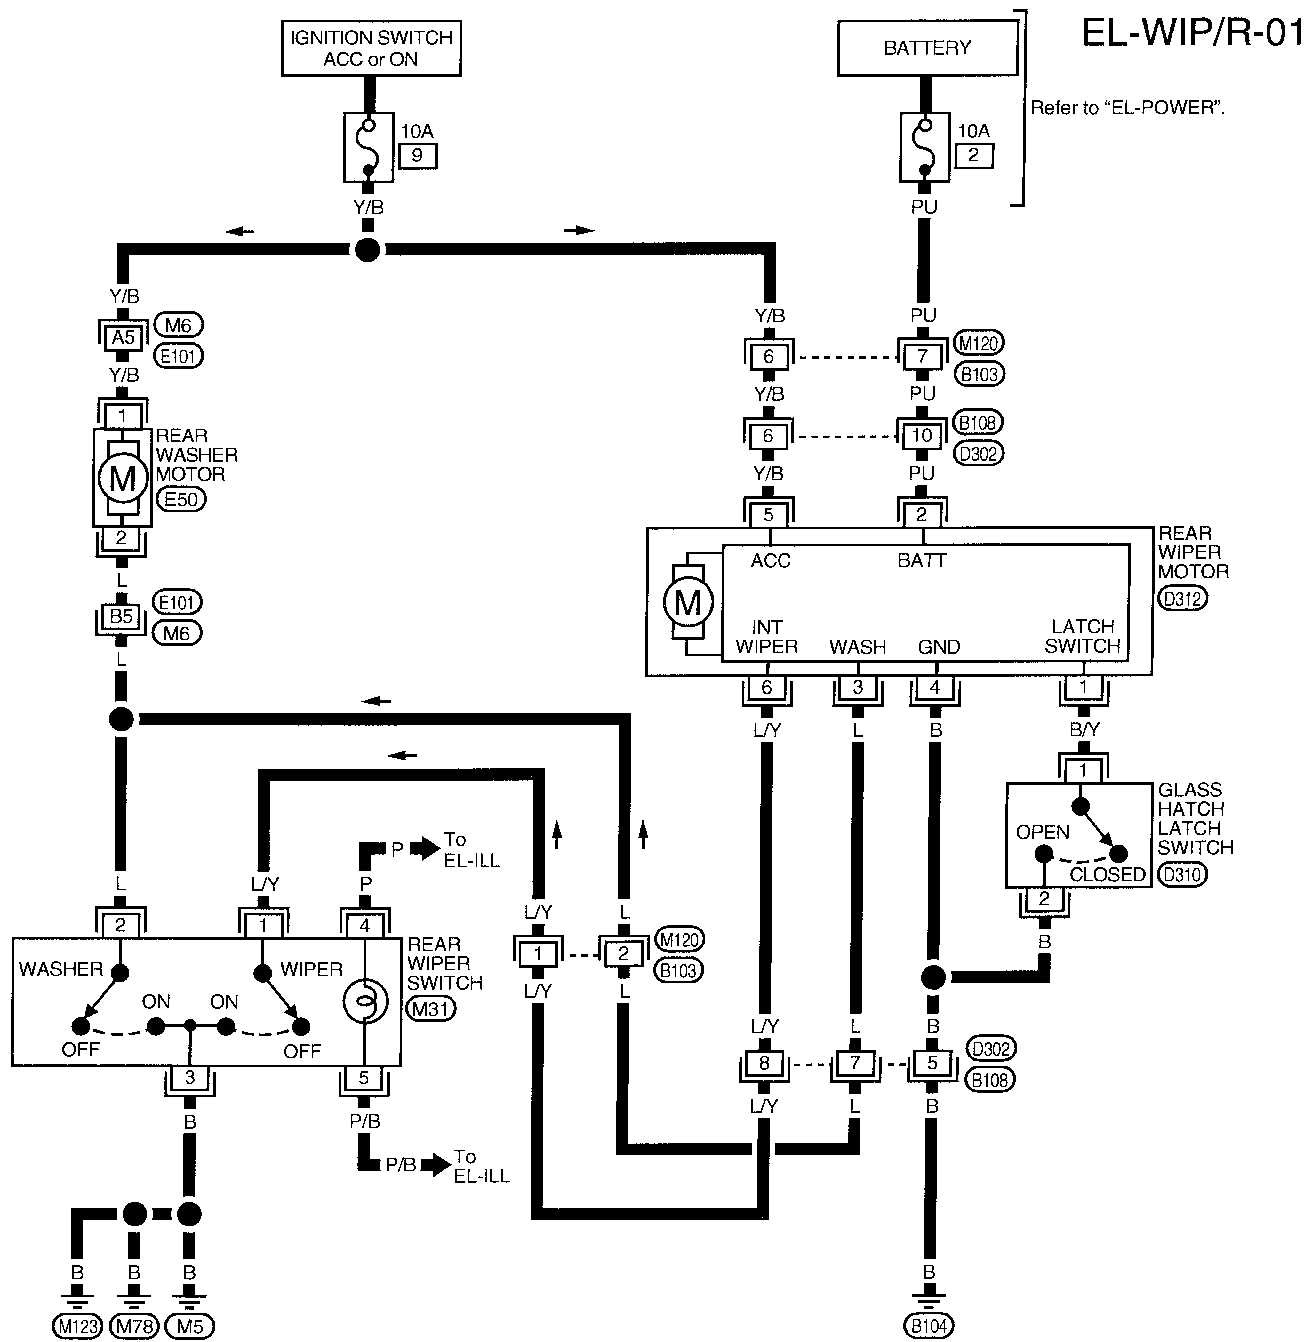 EL-WIP/R-01
IGNITION SWITCH
ACC or ON
BATTERY
Refer to "EL-POWER".
10A
9
10A
2
Y/B
PU
Y/B
Y/B
PU
A5
M6
E101
6
7
M120
B103
Y/B
Y/B
PU
1
6
10
B108
D302
REAR
WASHER
MOTOR
E50
M
Y/B
PU
2
5
2
REAR
WIPER
MOTOR
D312
ACC
BATT
L
M
B5
E101
M6
INT
WIPER
WASH
GND
LATCH
SWITCH
L
6
3
4
1
L/Y
L
B
B/Y
1
GLASS
HATCH
LATCH
SWITCH
D310
OPEN
CLOSED
2
P
To
EL-ILL
L
L/Y
P
L/Y
L
B
2
1
4
1
2
M120
B103
REAR
WIPER
SWITCH
M31
WASHER
WIPER
ON
ON
OFF
OFF
L/Y
L
L/Y
L
B
3
5
8
7
5
D302
B108
B
P/B
L/Y
L
B
P/B
To
EL-ILL
B
B
B
B
M123
M78
M5
B104